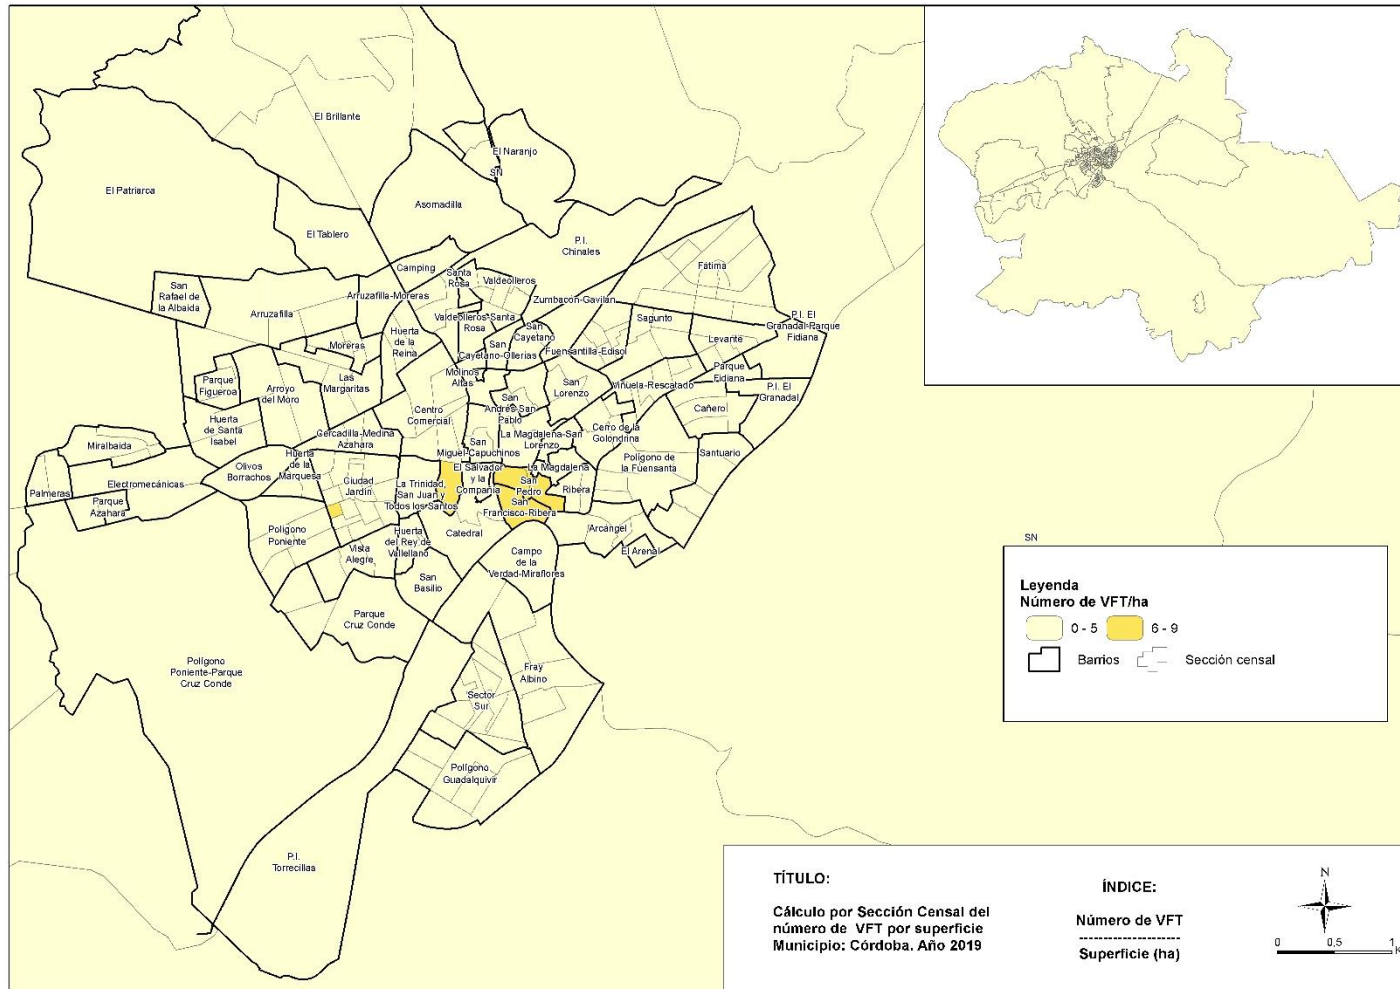 El Brillante
El Naranjo
SN
El Patriarca
Asomadilla
El Tablero
P.I.
Chinales
Camping
Santa
Rosa
Valdeolleros
Fátima
San
Rafael de
la Albaida
Arruzafilla-Moreras
Zumbacón-Gavilán
Arruzafilla
Valdeolleros-Santa
Rosa
Sagunto
P.I. El
Granadal-Parque
Fidiana
Huerta
de la
Reina
San
Cayetano
Moreras
San
Cayetano-Ollerias
Fuensantilla-Edisol
Levante
Parque
Fidiana
Parque
Figueroa
Las
Margaritas
Molinos
Altas
San
Lorenzo
Viñuela-Rescatado
P.I. El
Granadal
Arroyo
del Moro
San
Andrés-San
Pablo
Cañero
Centro
Comercial
Huerta
de Santa
Isabel
Cercadilla-Medina
Azahara
La Magdalena-San
Lorenzo
Cerro de la
Golondrina
Miralbaida
San
Miguel-Capuchinos
Polígono
de la Fuensanta
Santuario
Huerta
de la
Marquesa
Olivos
Borrachos
El Salvador
y la
Compañía
La Magdalena
Electromecánicas
Ciudad
Jardín
La Trinidad,
San Juan y
Todos los Santos
San
Pedro
Ribera
Palmeras
Parque
Azahara
San
Francisco-Ribera
Polígono
Poniente
Huerta
del Rey de
Vallellano
Catedral
Arcángel
Vista
Alegre
El Arenal
Campo
de la
Verdad-Miraflores
San
Basilio
Parque
Cruz Conde
Polígono
Poniente-Parque
Cruz Conde
Fray
Albino
Sector
Sur
Polígono
Guadalquivir
P.I.
Torrecillas
SN
Leyenda
Número de VFT/ha
0 - 5 6 - 9
Barrios Sección censal
TÍTULO:
Cálculo por Sección Censal del
número de VFT por superficie
Municipio: Córdoba. Año 2019
ÍNDICE:
Número de VFT
--------------------
Superficie (ha)
N
0 0,5 1
K